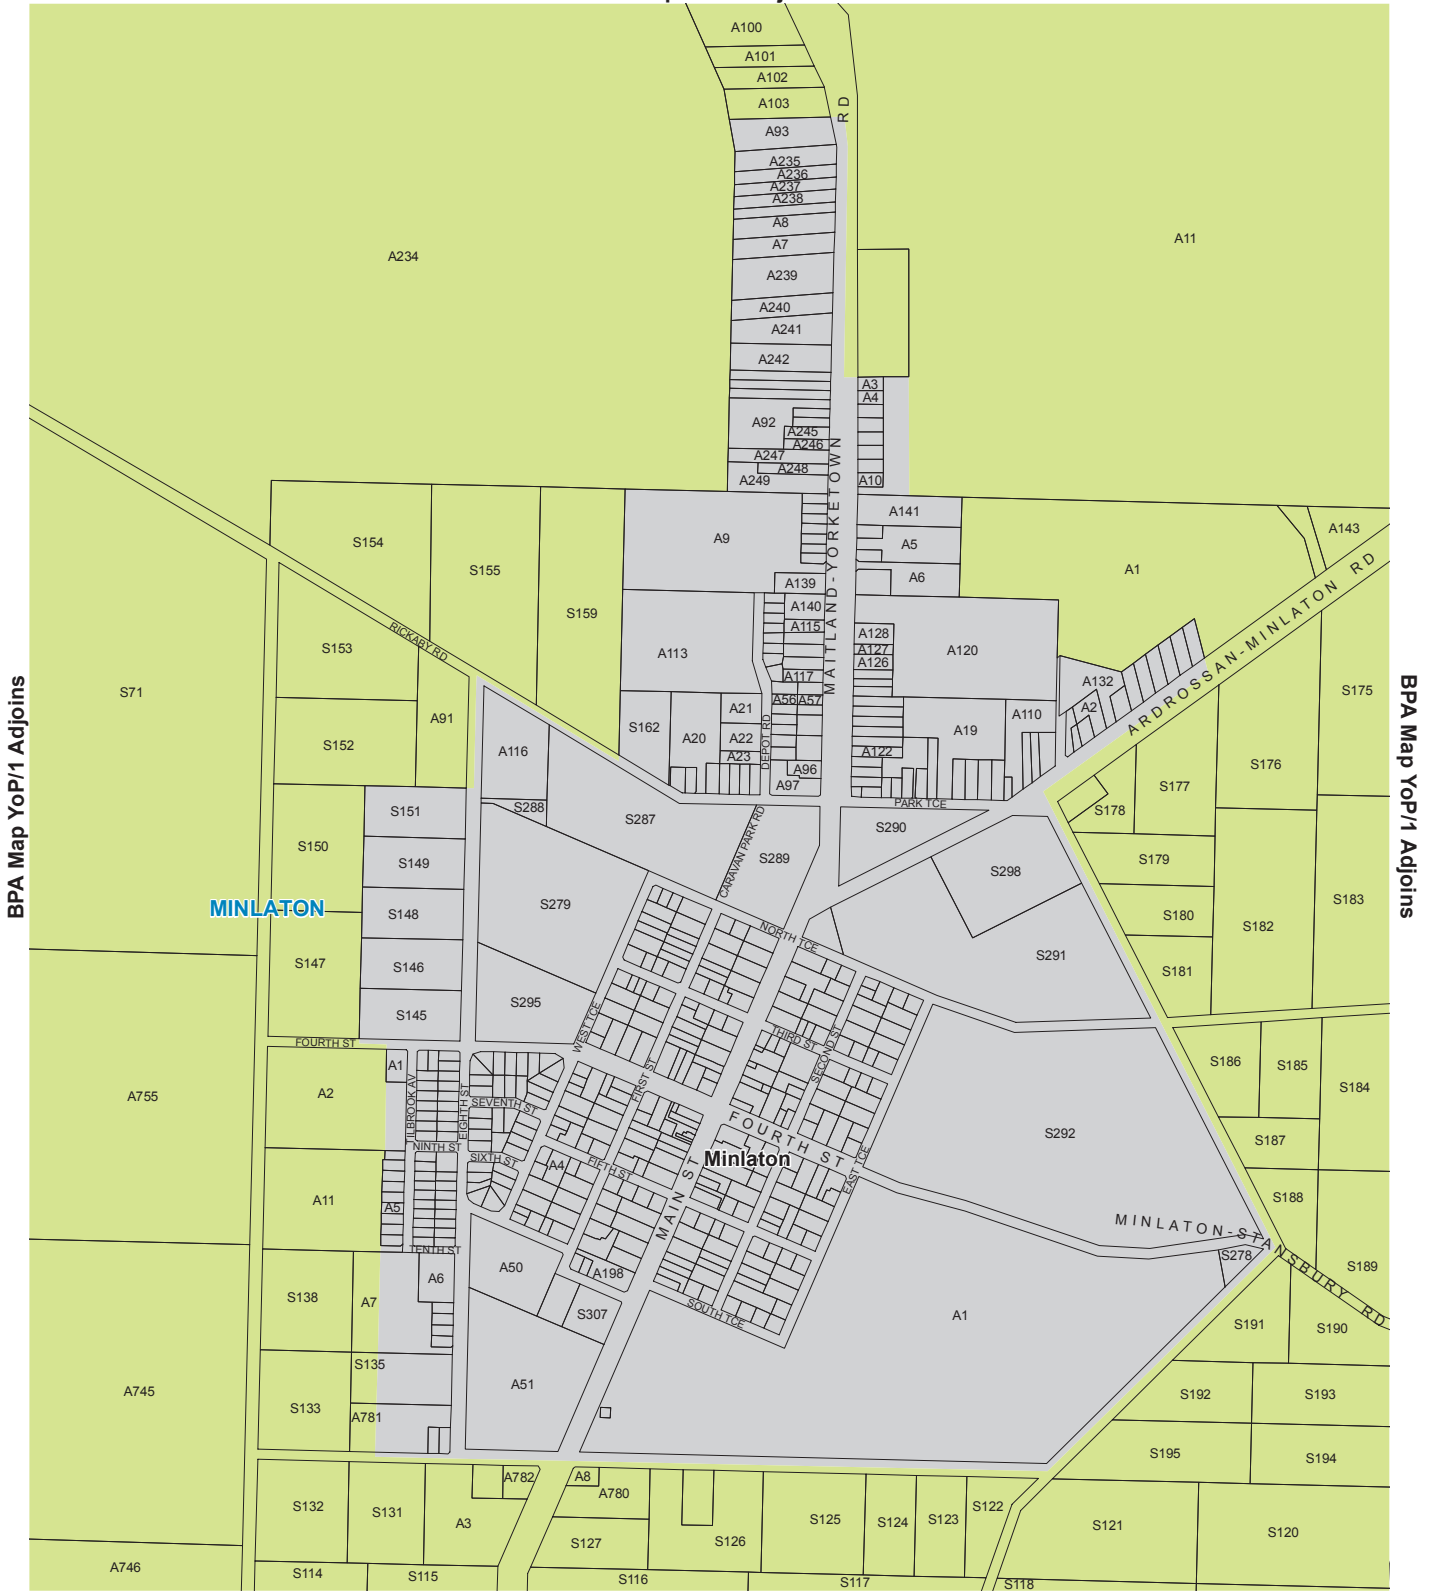 A100
A101
A102
A103
RD
A93
A235
A236
A237
A238
A8
A7
A239
A240
A241
A242
A234
A11
A3
A4
A92
A245
A246
A247
A248
A249
A10
MAITLAND-YORKETOWN
A141
A5
A6
A9
A139
A140
A115
A113
A117
A56
A57
A128
A127
A126
A120
A1
A143
ARDROSSAN-MINLATON RD
A132
A2
A110
A19
A122
S154
S155
S159
S153
RICKABY RD
S152
A91
S71
S162
A20
A21
A22
A23
DEPOT RD
A96
A97
PARK TCE
S175
S176
S177
S178
BPA Map YoP/1 Adjoins
BPA Map YoP/1 Adjoins
A116
S288
S287
CARAVAN PARK RD
S289
S290
S298
S179
S180
S181
S182
S183
S151
S150
S149
S148
MINLATON
S147
S146
S145
S279
S295
S291
NORTH TCE
WEST TCE
THIRD ST
SECOND ST
FIRST ST
FOURTH ST
A1
A2
TILBROOK AV
EIGHTH ST
SEVENTH ST
NINTH ST
SIXTH ST
A4
FIFTH ST
FOURTH ST
Minlaton
MAIN ST
EAST TCE
S292
S186
S185
S184
S187
S188
MINLATON-STANSBURY RD
S278
S189
S190
S191
A755
A11
A5
TENTH ST
A6
A7
S138
A50
A198
S307
SOUTH TCE
A1
A745
S135
S133
A781
A51
S192
S193
S195
S194
A782
A8
A780
S132
S131
A3
S127
S126
S125
S124
S123
S122
S121
S120
A746
S114
S115
S116
S117
S118